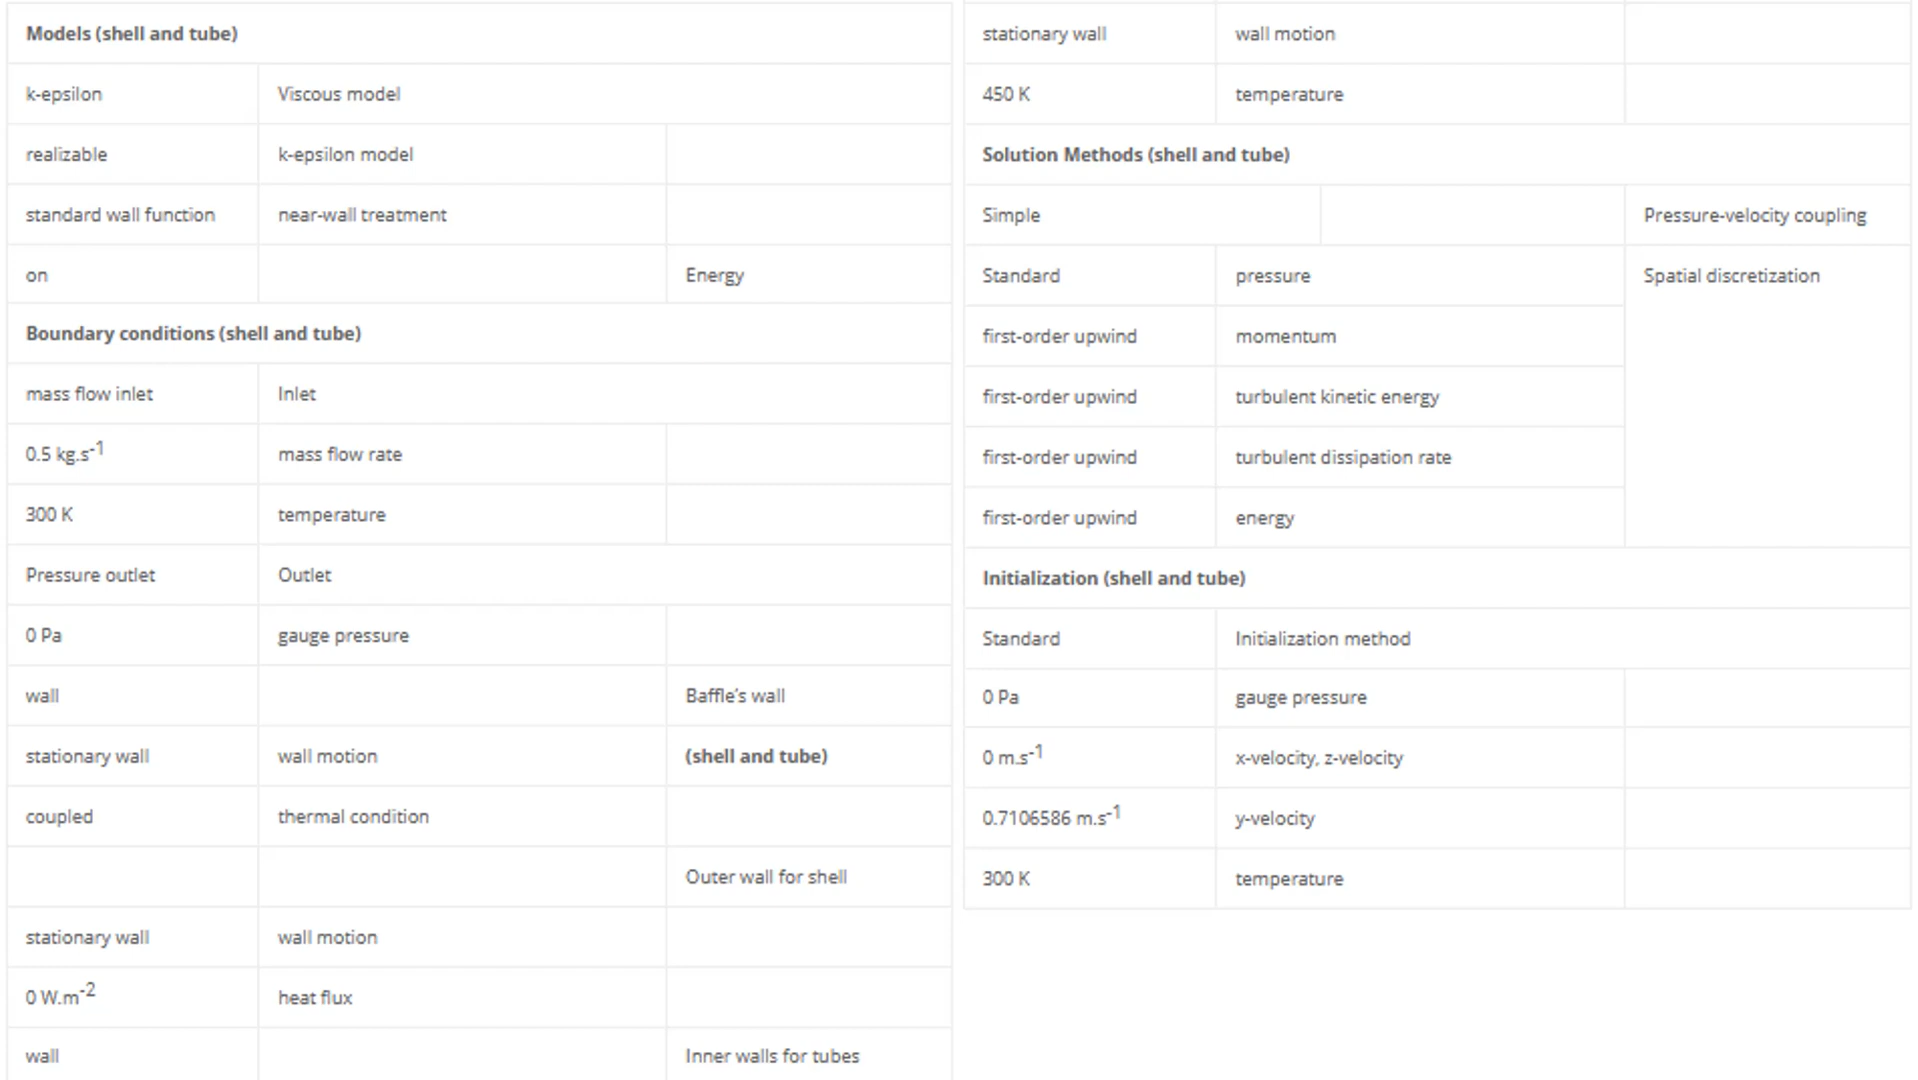 Models (shell and tube)
k-epsilon Viscous model
realizable k-epsilon model
standard wall function near-wall treatment
on Energy
Boundary conditions (shell and tube)
mass flow inlet Inlet
0.5 kg.s-1 mass flow rate
300 K temperature
Pressure outlet Outlet
0 Pa gauge pressure
wall Baffle’s wall
stationary wall wall motion (shell and tube)
coupled thermal condition
Outer wall for shell
stationary wall wall motion
0 W.m-2 heat flux
wall Inner walls for tubes
stationary wall wall motion
450 K temperature
Solution Methods (shell and tube)
Simple Pressure-velocity coupling
Standard pressure Spatial discretization
first-order upwind momentum
first-order upwind turbulent kinetic energy
first-order upwind turbulent dissipation rate
first-order upwind energy
Initialization (shell and tube)
Standard Initialization method
0 Pa gauge pressure
0 m.s-1 x-velocity, z-velocity
0.7106586 m.s-1 y-velocity
300 K temperature